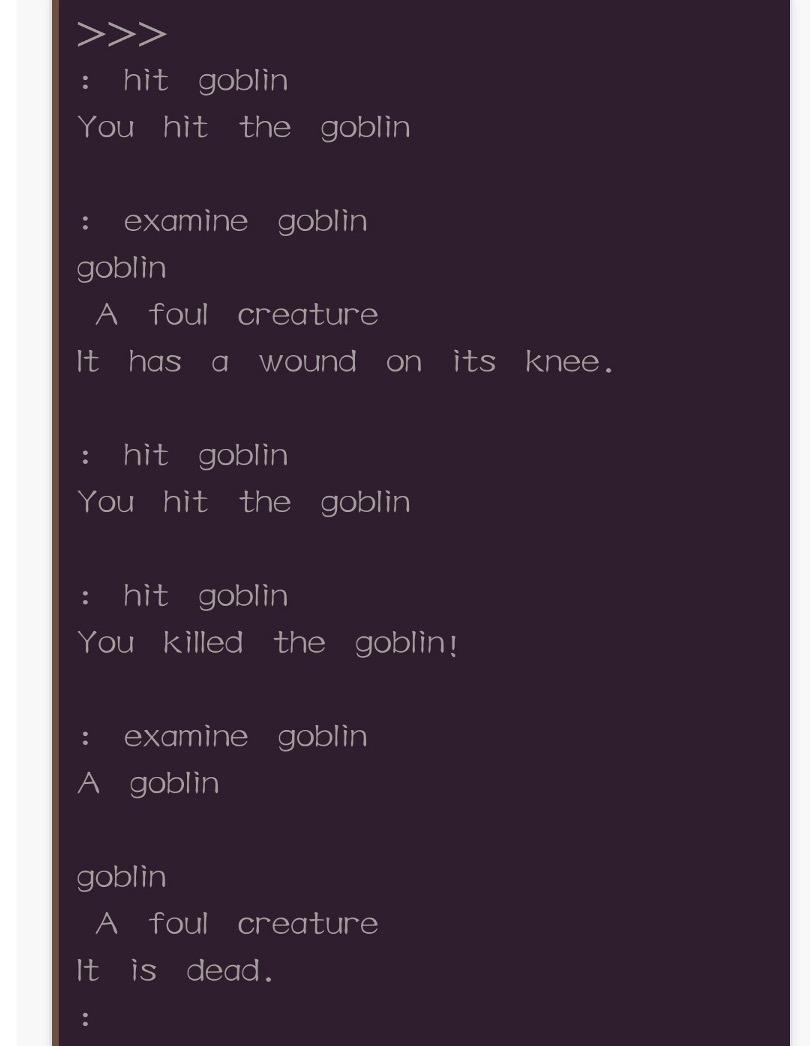 >>>
: hit goblin
You hit the goblin
: examine goblin
goblin
A foul creature
It has a wound on its knee.
: hit goblin
You hit the goblin
: hit goblin
You killed the goblin!
: examine goblin
A goblin
goblin
A foul creature
It is dead.
: